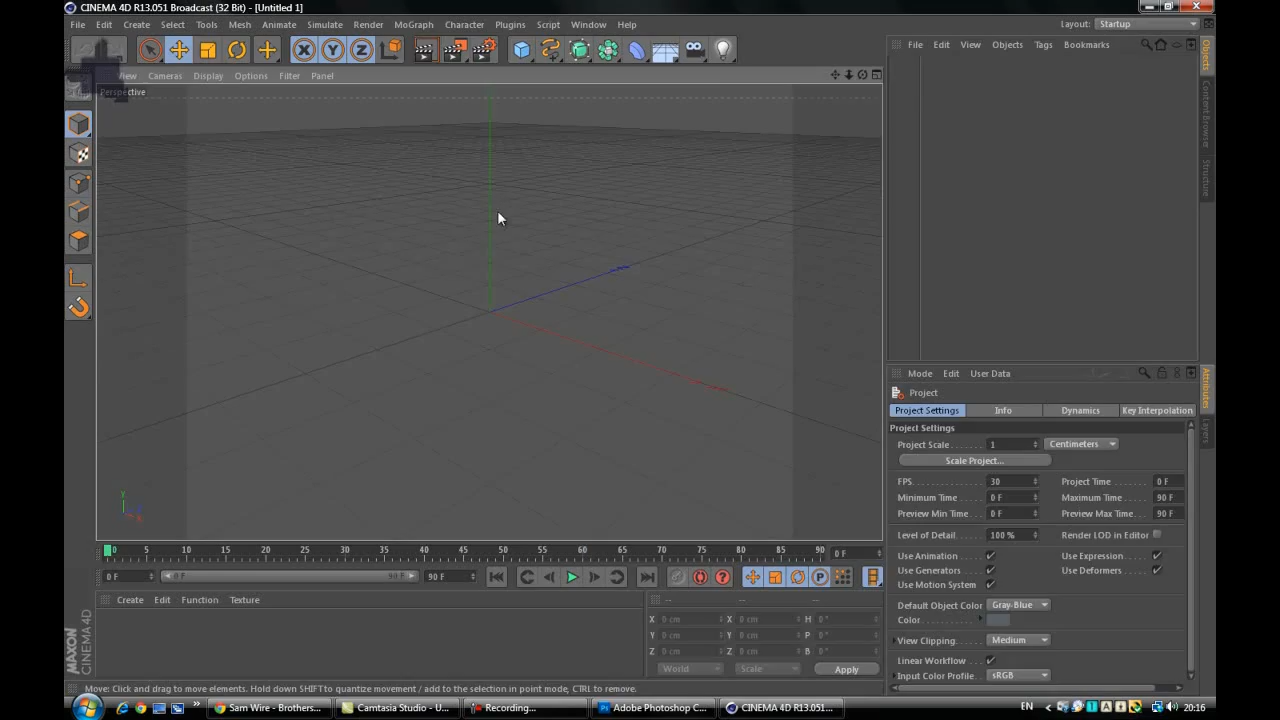 CINEMA 4D R13.051 Broadcast (32 Bit) - [Untitled 1]
File Edit Create Select Tools Mesh Animate Simulate Render MoGraph Character Plugins Script Window Help
Layout: Startup
File Edit View Objects Tags Bookmarks
View Cameras Display Options Filter Panel
Perspective
Objects
Content Browser
Structure
Y
X
Mode Edit User Data
Project
Project Settings Info Dynamics Key Interpolation
Project Settings
Project Scale 1 Centimeters
Scale Project...
FPS 30 Project Time 0 F
Minimum Time 0 F Maximum Time 90 F
Preview Min Time 0 F Preview Max Time 90 F
Level of Detail 100 % Render LOD in Editor
Use Animation Use Expression
Use Generators Use Deformers
Use Motion System
Default Object Color Gray-Blue
Color
View Clipping Medium
Linear Workflow
Input Color Profile sRGB
Attributes
Layers
0 5 10 15 20 25 30 35 40 45 50 55 60 65 70 75 80 85 90 0 F
0 F 0 F 90 F 90 F
Create Edit Function Texture
-- -- --
X 0 cm X 0 cm H 0 °
Y 0 cm Y 0 cm P 0 °
Z 0 cm Z 0 cm B 0 °
World Scale Apply
MAXON
CINEMA 4D
Move: Click and drag to move elements. Hold down SHIFT to quantize movement / add to the selection in point mode, CTRL to remove.
Sam Wire - Brothers... Camtasia Studio - U... Recording... Adobe Photoshop C... CINEMA 4D R13.051... EN 20:16